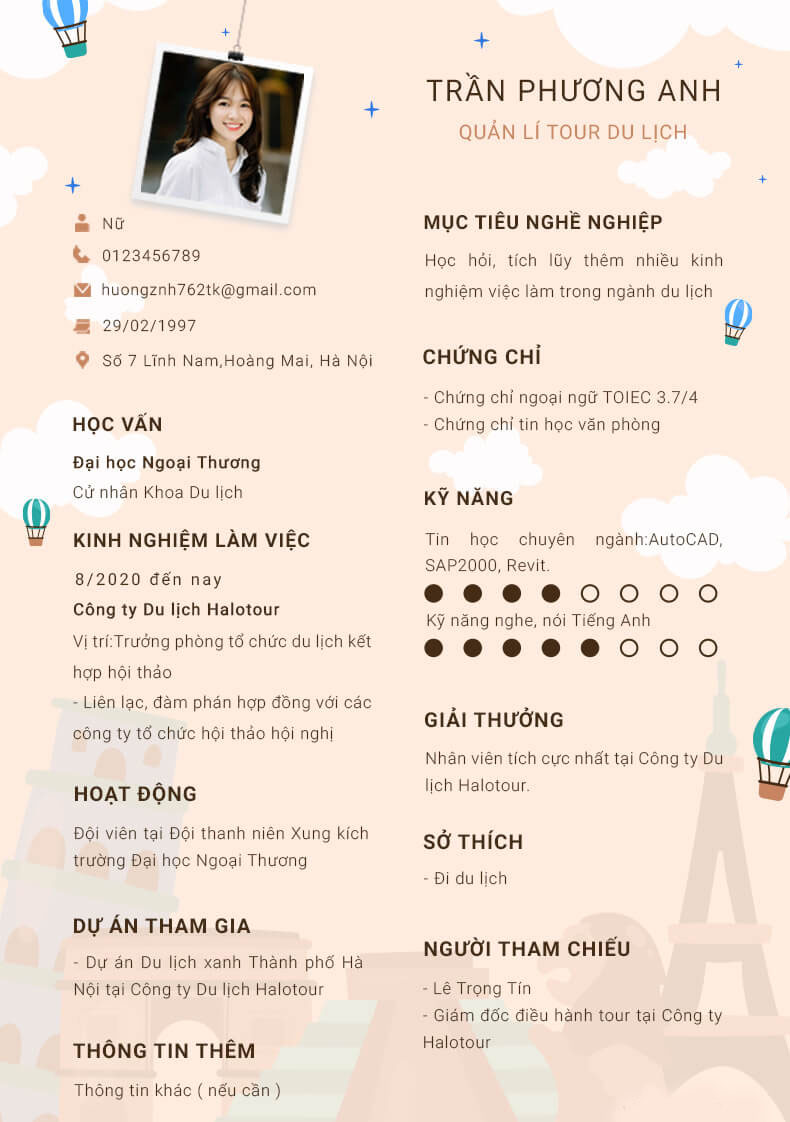 TRẦN PHƯƠNG ANH
QUẢN LÍ TOUR DU LỊCH
Nữ
0123456789
huongznh762tk@gmail.com
29/02/1997
Số 7 Lĩnh Nam,Hoàng Mai, Hà Nội
HỌC VẤN
Đại học Ngoại Thương
Cử nhân Khoa Du lịch
KINH NGHIỆM LÀM VIỆC
8/2020 đến nay
Công ty Du lịch Halotour
Vị trí:Trưởng phòng tổ chức du lịch kết
hợp hội thảo
- Liên lạc, đàm phán hợp đồng với các
công ty tổ chức hội thảo hội nghị
HOẠT ĐỘNG
Đội viên tại Đội thanh niên Xung kích
trường Đại học Ngoại Thương
DỰ ÁN THAM GIA
- Dự án Du lịch xanh Thành phố Hà
Nội tại Công ty Du lịch Halotour
THÔNG TIN THÊM
Thông tin khác ( nếu cần )
MỤC TIÊU NGHỀ NGHIỆP
Học hỏi, tích lũy thêm nhiều kinh
nghiệm việc làm trong ngành du lịch
CHỨNG CHỈ
- Chứng chỉ ngoại ngữ TOIEC 3.7/4
- Chứng chỉ tin học văn phòng
KỸ NĂNG
Tin học chuyên ngành:AutoCAD,
SAP2000, Revit.
Kỹ năng nghe, nói Tiếng Anh
GIẢI THƯỞNG
Nhân viên tích cực nhất tại Công ty Du
lịch Halotour.
SỞ THÍCH
- Đi du lịch
NGƯỜI THAM CHIẾU
- Lê Trọng Tín
- Giám đốc điều hành tour tại Công ty
Halotour